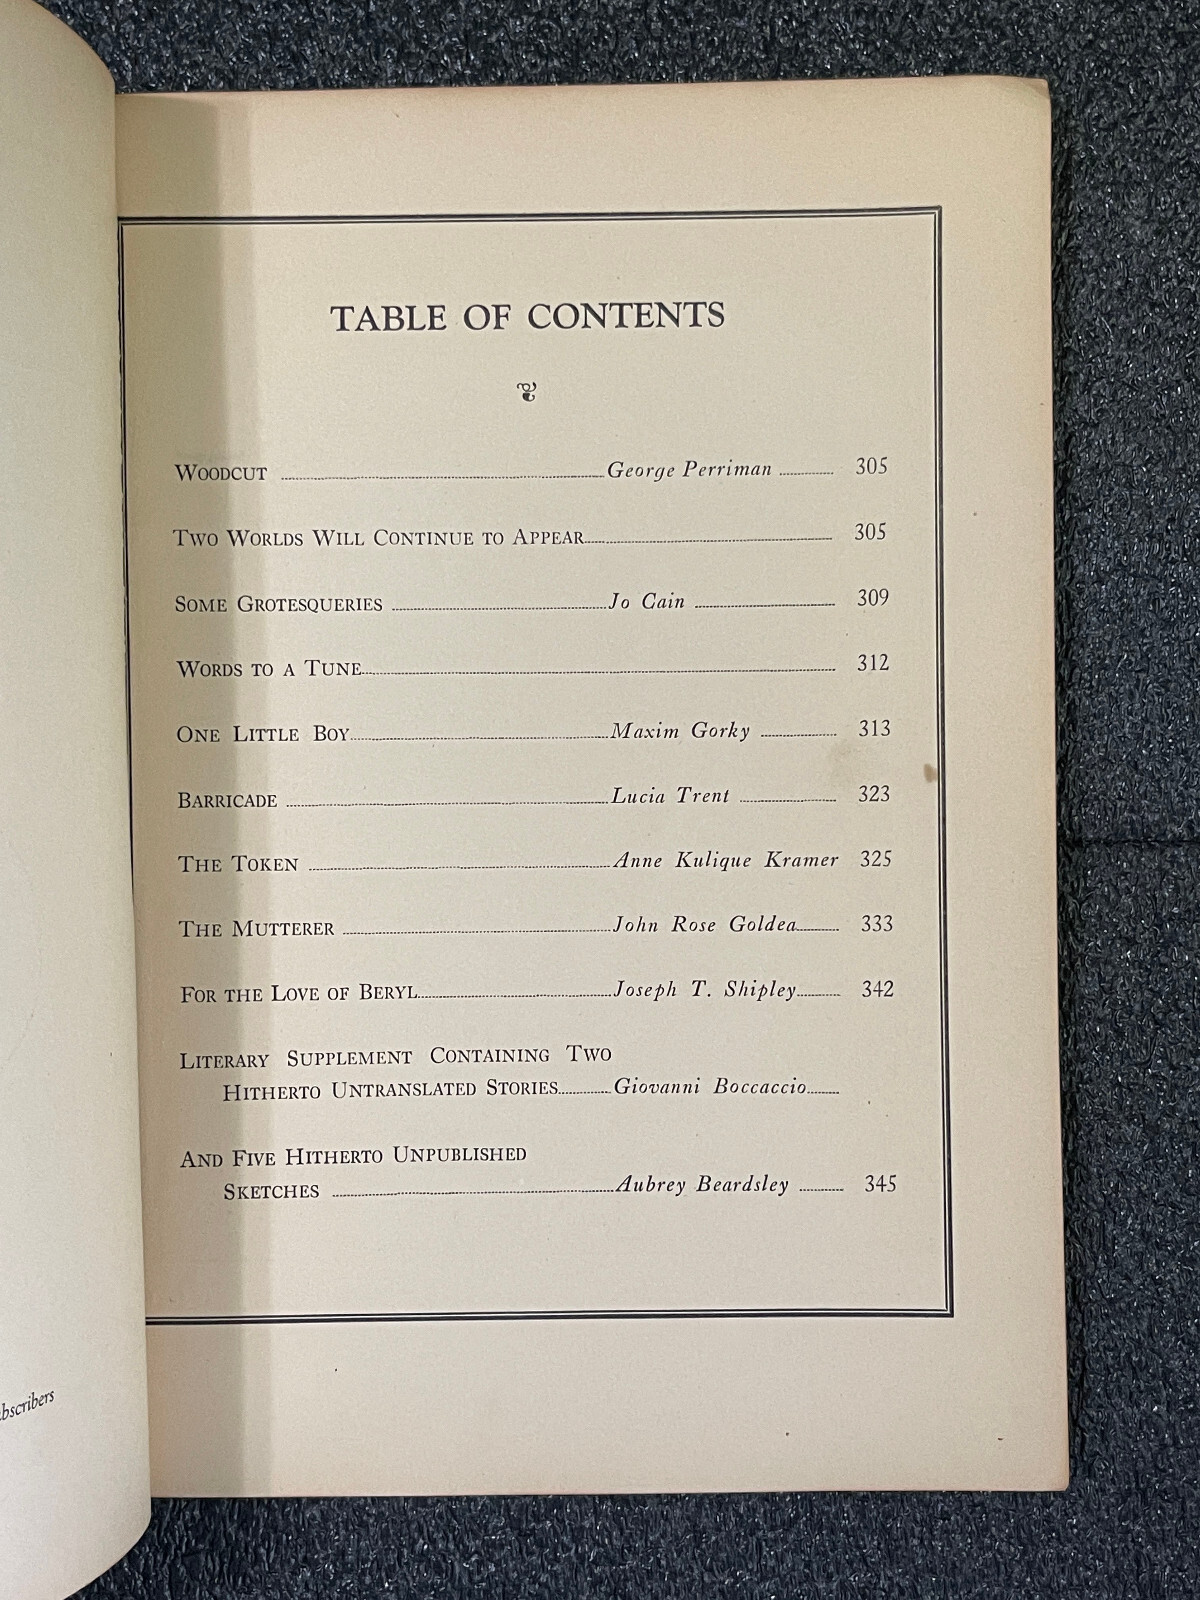 TABLE OF CONTENTS
WOODCUT George Perriman 305
TWO WORLDS WILL CONTINUE TO APPEAR 305
SOME GROTESQUERIES Jo Cain 309
WORDS TO A TUNE 312
ONE LITTLE BOY Maxim Gorky 313
BARRICADE Lucia Trent 323
THE TOKEN Anne Kulique Kramer 325
THE MUTTERER John Rose Goldea 333
FOR THE LOVE OF BERYL Joseph T. Shipley 342
LITERARY SUPPLEMENT CONTAINING TWO
HITHERTO UNTRANSLATED STORIES Giovanni Boccaccio
AND FIVE HITHERTO UNPUBLISHED
SKETCHES Aubrey Beardsley 345